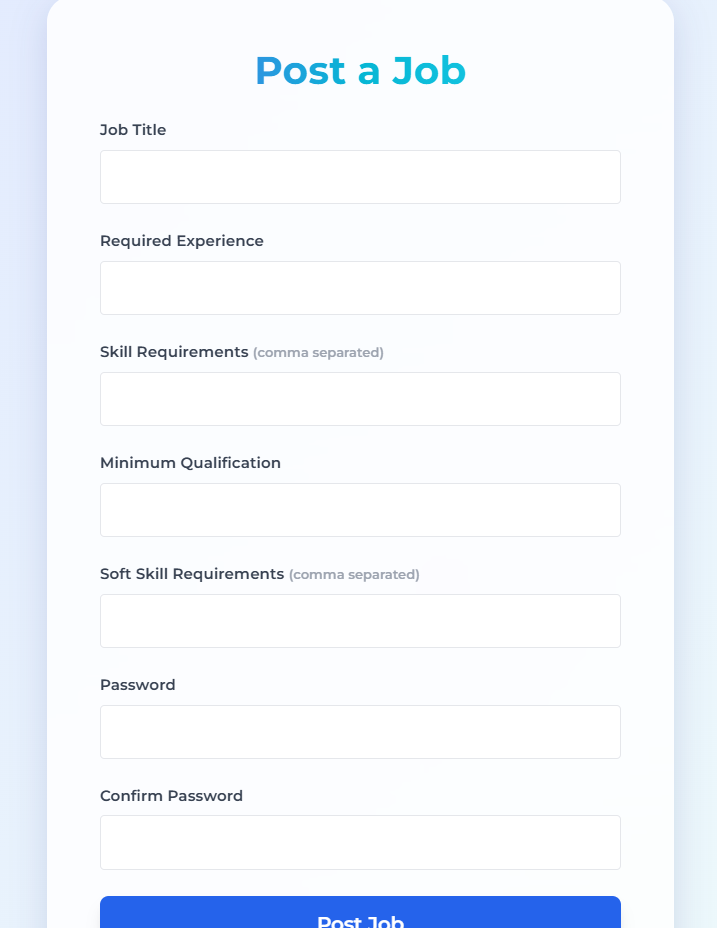 Post a Job
Job Title
Required Experience
Skill Requirements (comma separated)
Minimum Qualification
Soft Skill Requirements (comma separated)
Password
Confirm Password
Post Job